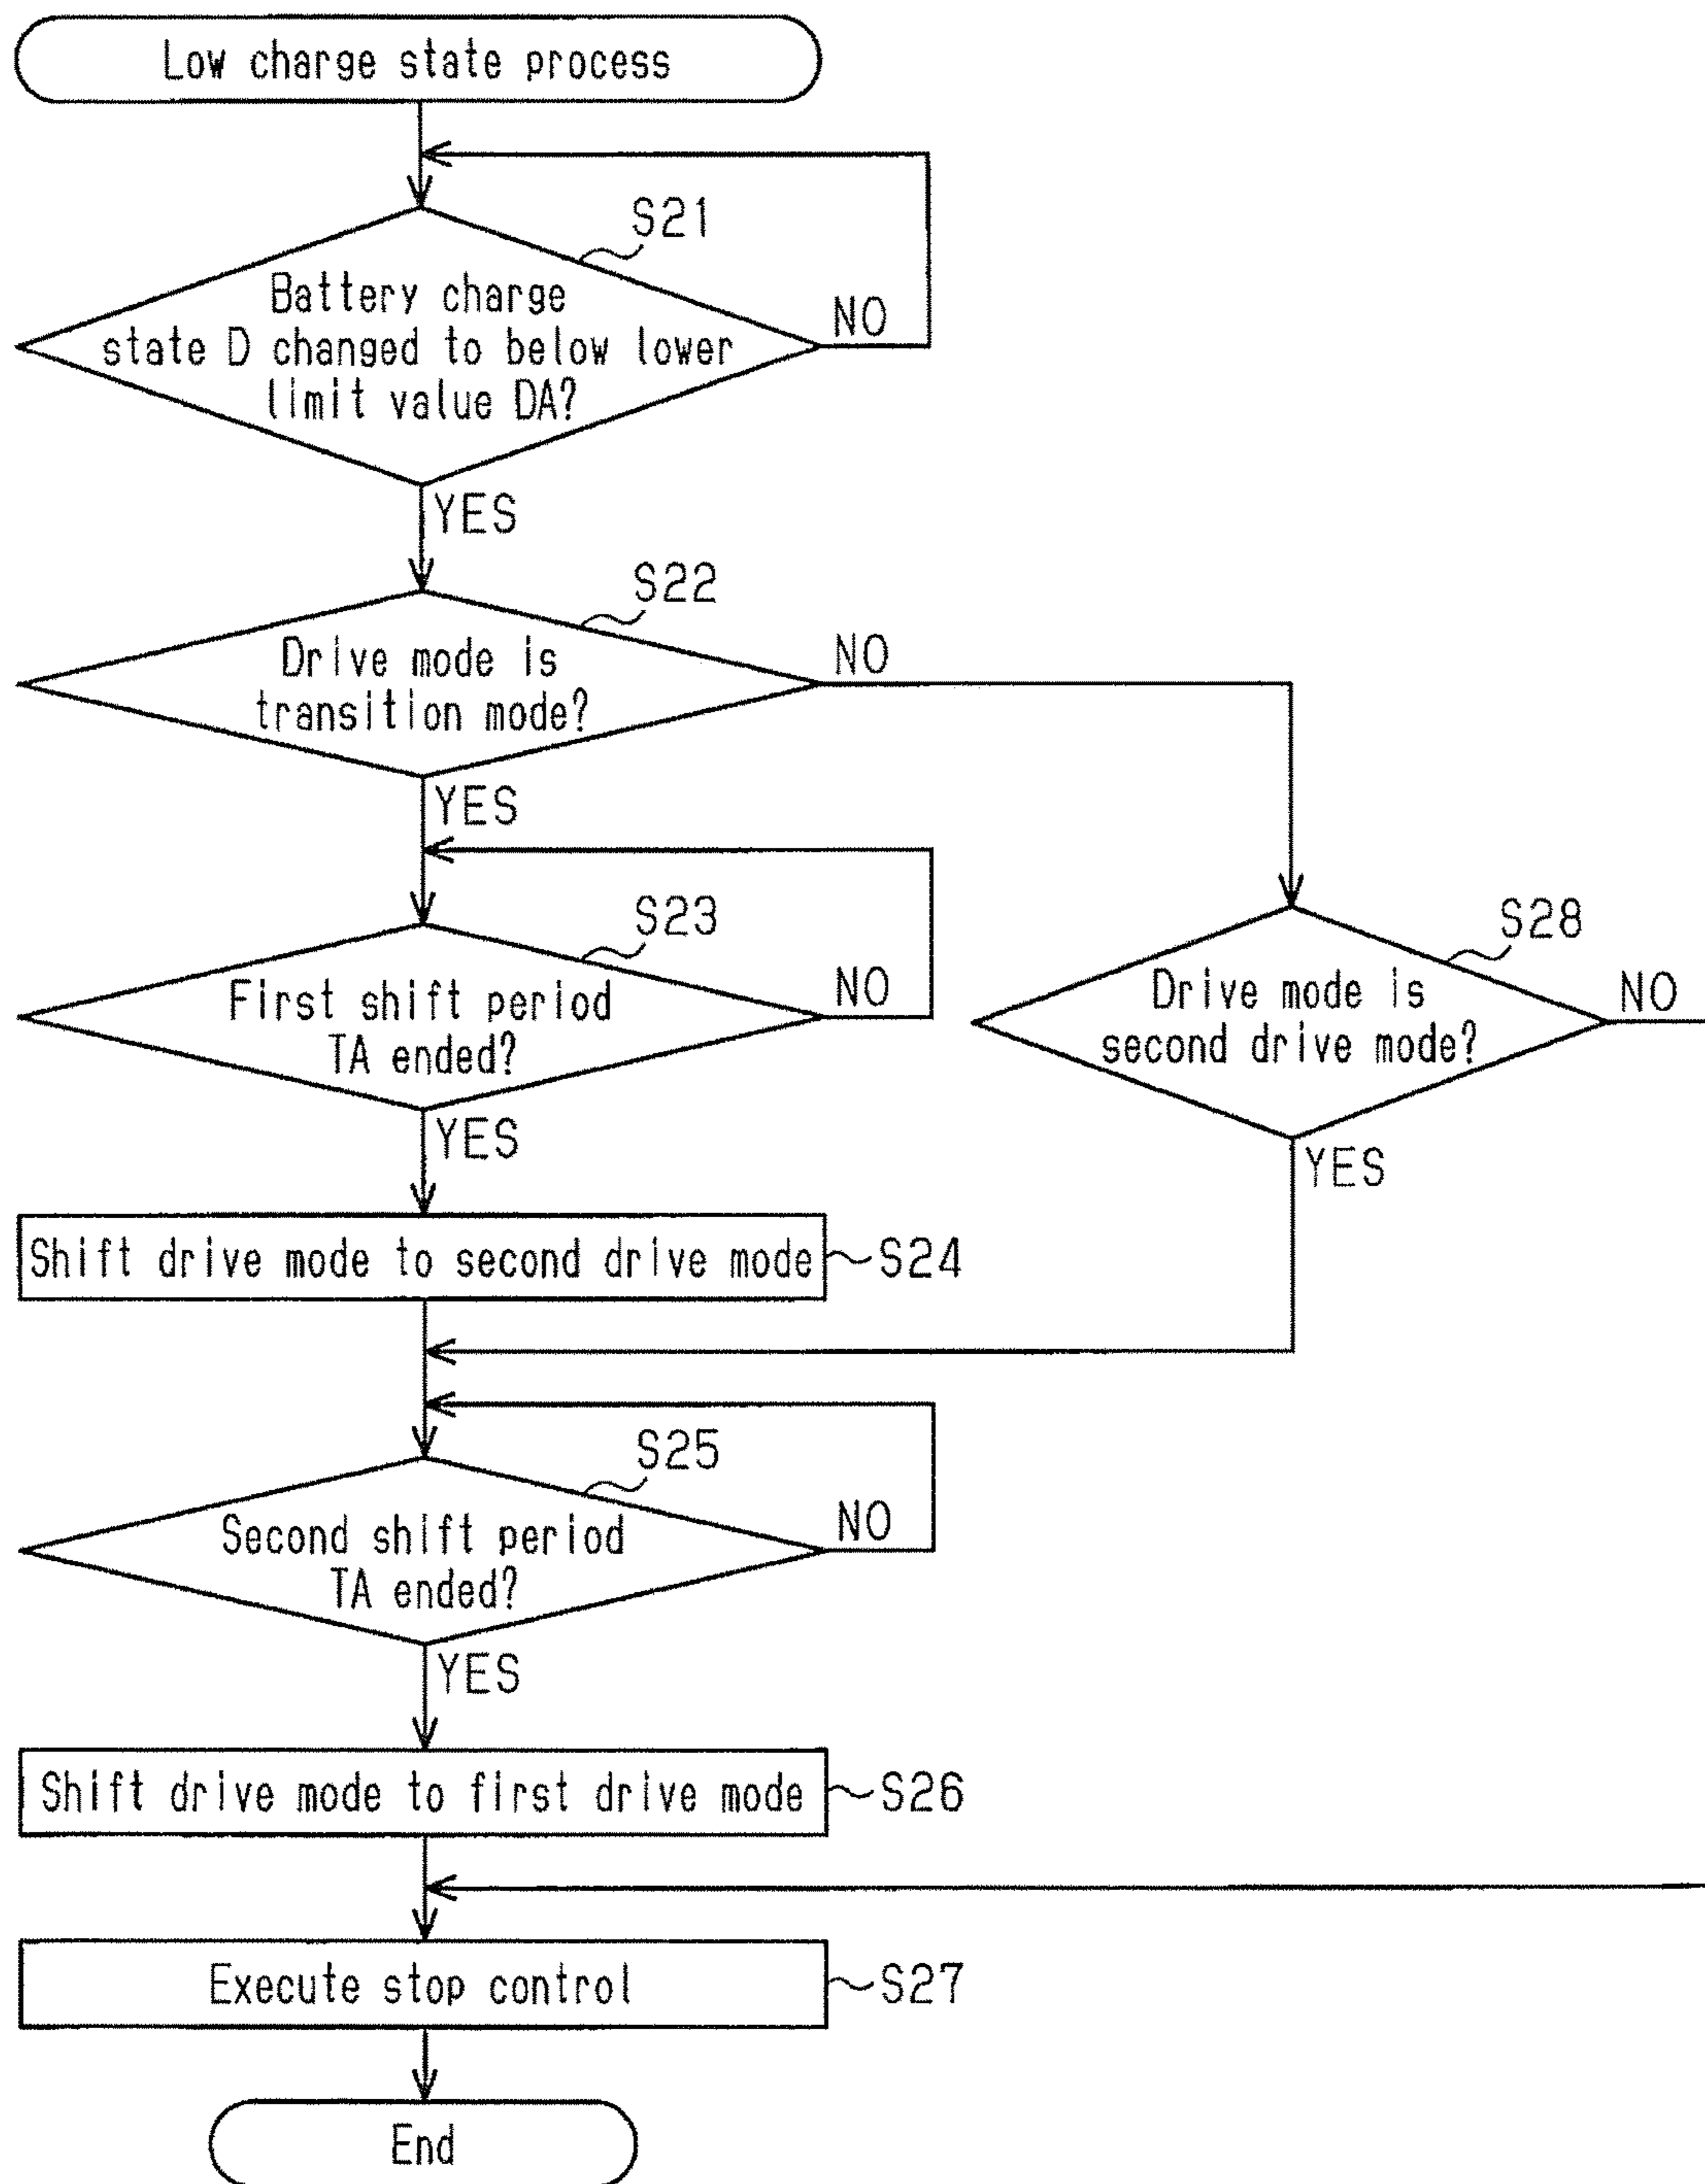 Low charge state process
S21
Battery charge
state D changed to below lower
limit value DA?
NO
YES
S22
Drive mode is
transition mode?
NO
YES
S23
First shift period
TA ended?
NO
YES
S28
Drive mode is
second drive mode?
NO
YES
Shift drive mode to second drive mode
S24
S25
Second shift period
TA ended?
NO
YES
Shift drive mode to first drive mode
S26
Execute stop control
S27
End